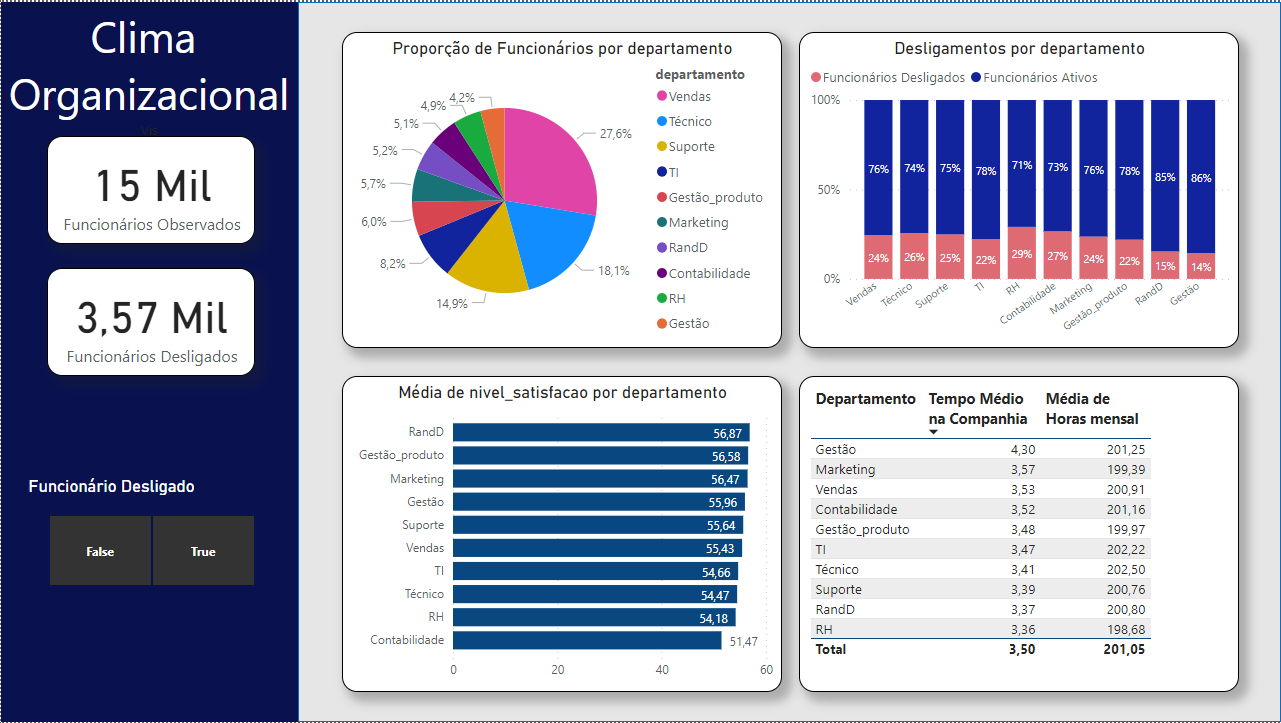 Clima
Organizacional
15 Mil
Funcionários Observados
3,57 Mil
Funcionários Desligados
Funcionário Desligado
False True
Proporção de Funcionários por departamento
departamento
Vendas
Técnico
Suporte
TI
Gestão_produto
Marketing
RandD
Contabilidade
RH
Gestão
27,6%
18,1%
14,9%
8,2%
6,0%
5,7%
5,2%
5,1%
4,9%
4,2%
Desligamentos por departamento
Funcionários Desligados Funcionários Ativos
100%
50%
0%
76% 74% 75% 78% 71% 73% 76% 78% 85% 86%
24% 26% 25% 22% 29% 27% 24% 22% 15% 14%
Vendas Técnico Suporte TI RH Contabilidade Marketing Gestão_produto RandD Gestão
Média de nivel_satisfacao por departamento
RandD 56,87
Gestão_produto 56,58
Marketing 56,47
Gestão 55,96
Suporte 55,64
Vendas 55,43
TI 54,66
Técnico 54,47
RH 54,18
Contabilidade 51,47
0 20 40 60
Departamento Tempo Médio Média de
na Companhia Horas mensal
Gestão 4,30 201,25
Marketing 3,57 199,39
Vendas 3,53 200,91
Contabilidade 3,52 201,16
Gestão_produto 3,48 199,97
TI 3,47 202,22
Técnico 3,41 202,50
Suporte 3,39 200,76
RandD 3,37 200,80
RH 3,36 198,68
Total 3,50 201,05